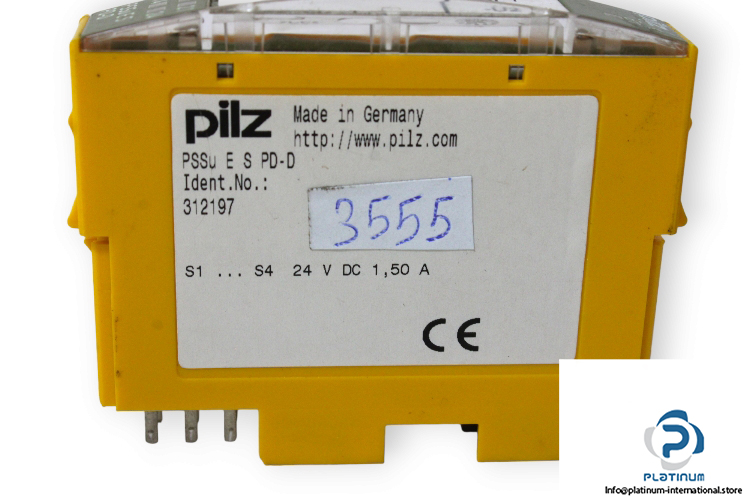 pilz
Made in Germany
http://www.pilz.com
PSSu E S PD-D
Ident.No.:
312197
3555
S1 ... S4 24 V DC 1,50 A
CE
PLATINUM
Info@platinum-international.store